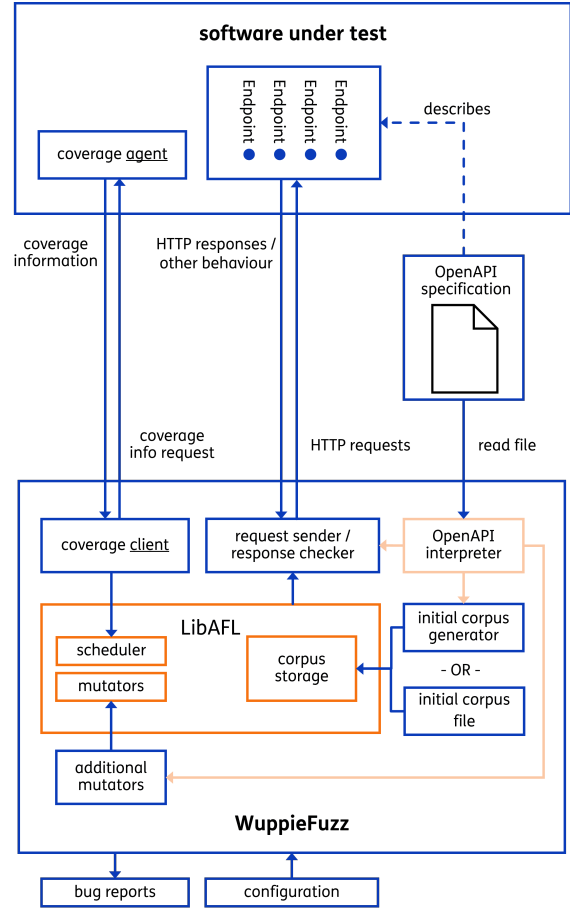 software under test
Endpoint
Endpoint
Endpoint
Endpoint
describes
coverage agent
coverage
information
HTTP responses /
other behaviour
OpenAPI
specification
coverage
info request
HTTP requests
read file
coverage client
request sender /
response checker
OpenAPI
interpreter
LibAFL
scheduler
mutators
corpus
storage
initial corpus
generator
- OR -
initial corpus
file
additional
mutators
WuppieFuzz
bug reports
configuration